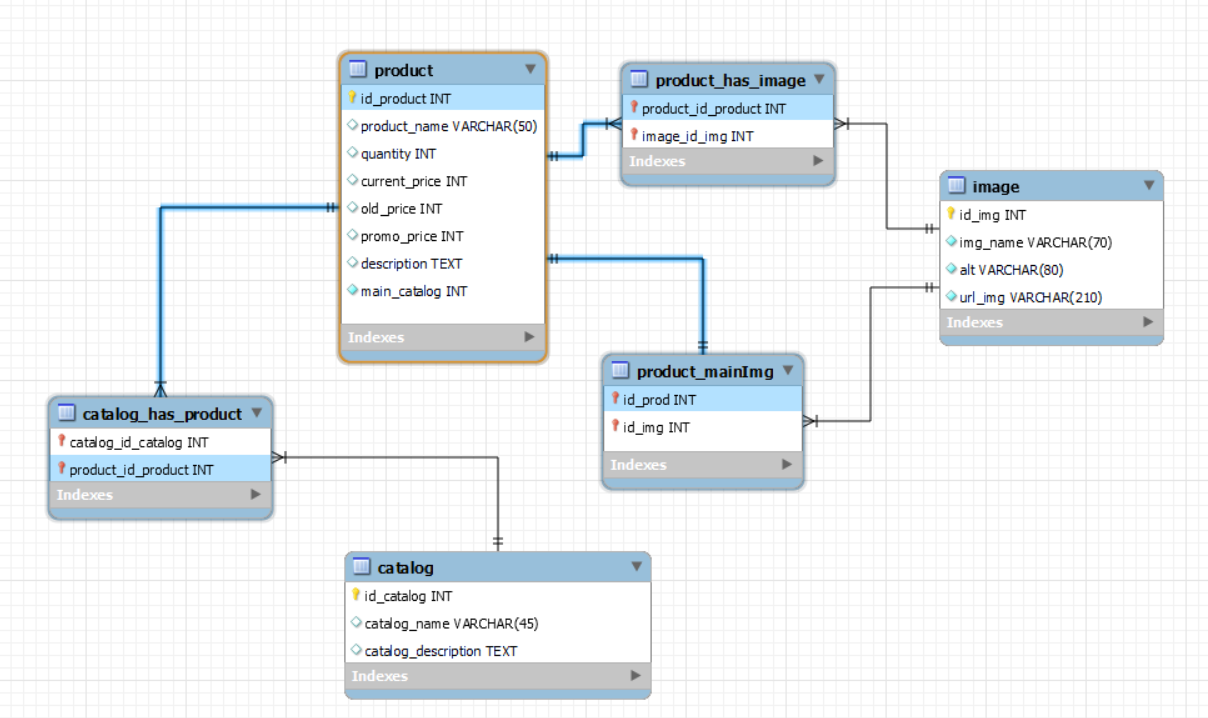 product
id_product INT
product_name VARCHAR(50)
quantity INT
current_price INT
old_price INT
promo_price INT
description TEXT
main_catalog INT
Indexes
product_has_image
product_id_product INT
image_id_img INT
Indexes
image
id_img INT
img_name VARCHAR(70)
alt VARCHAR(80)
url_img VARCHAR(210)
Indexes
product_mainImg
id_prod INT
id_img INT
Indexes
catalog_has_product
catalog_id_catalog INT
product_id_product INT
Indexes
catalog
id_catalog INT
catalog_name VARCHAR(45)
catalog_description TEXT
Indexes